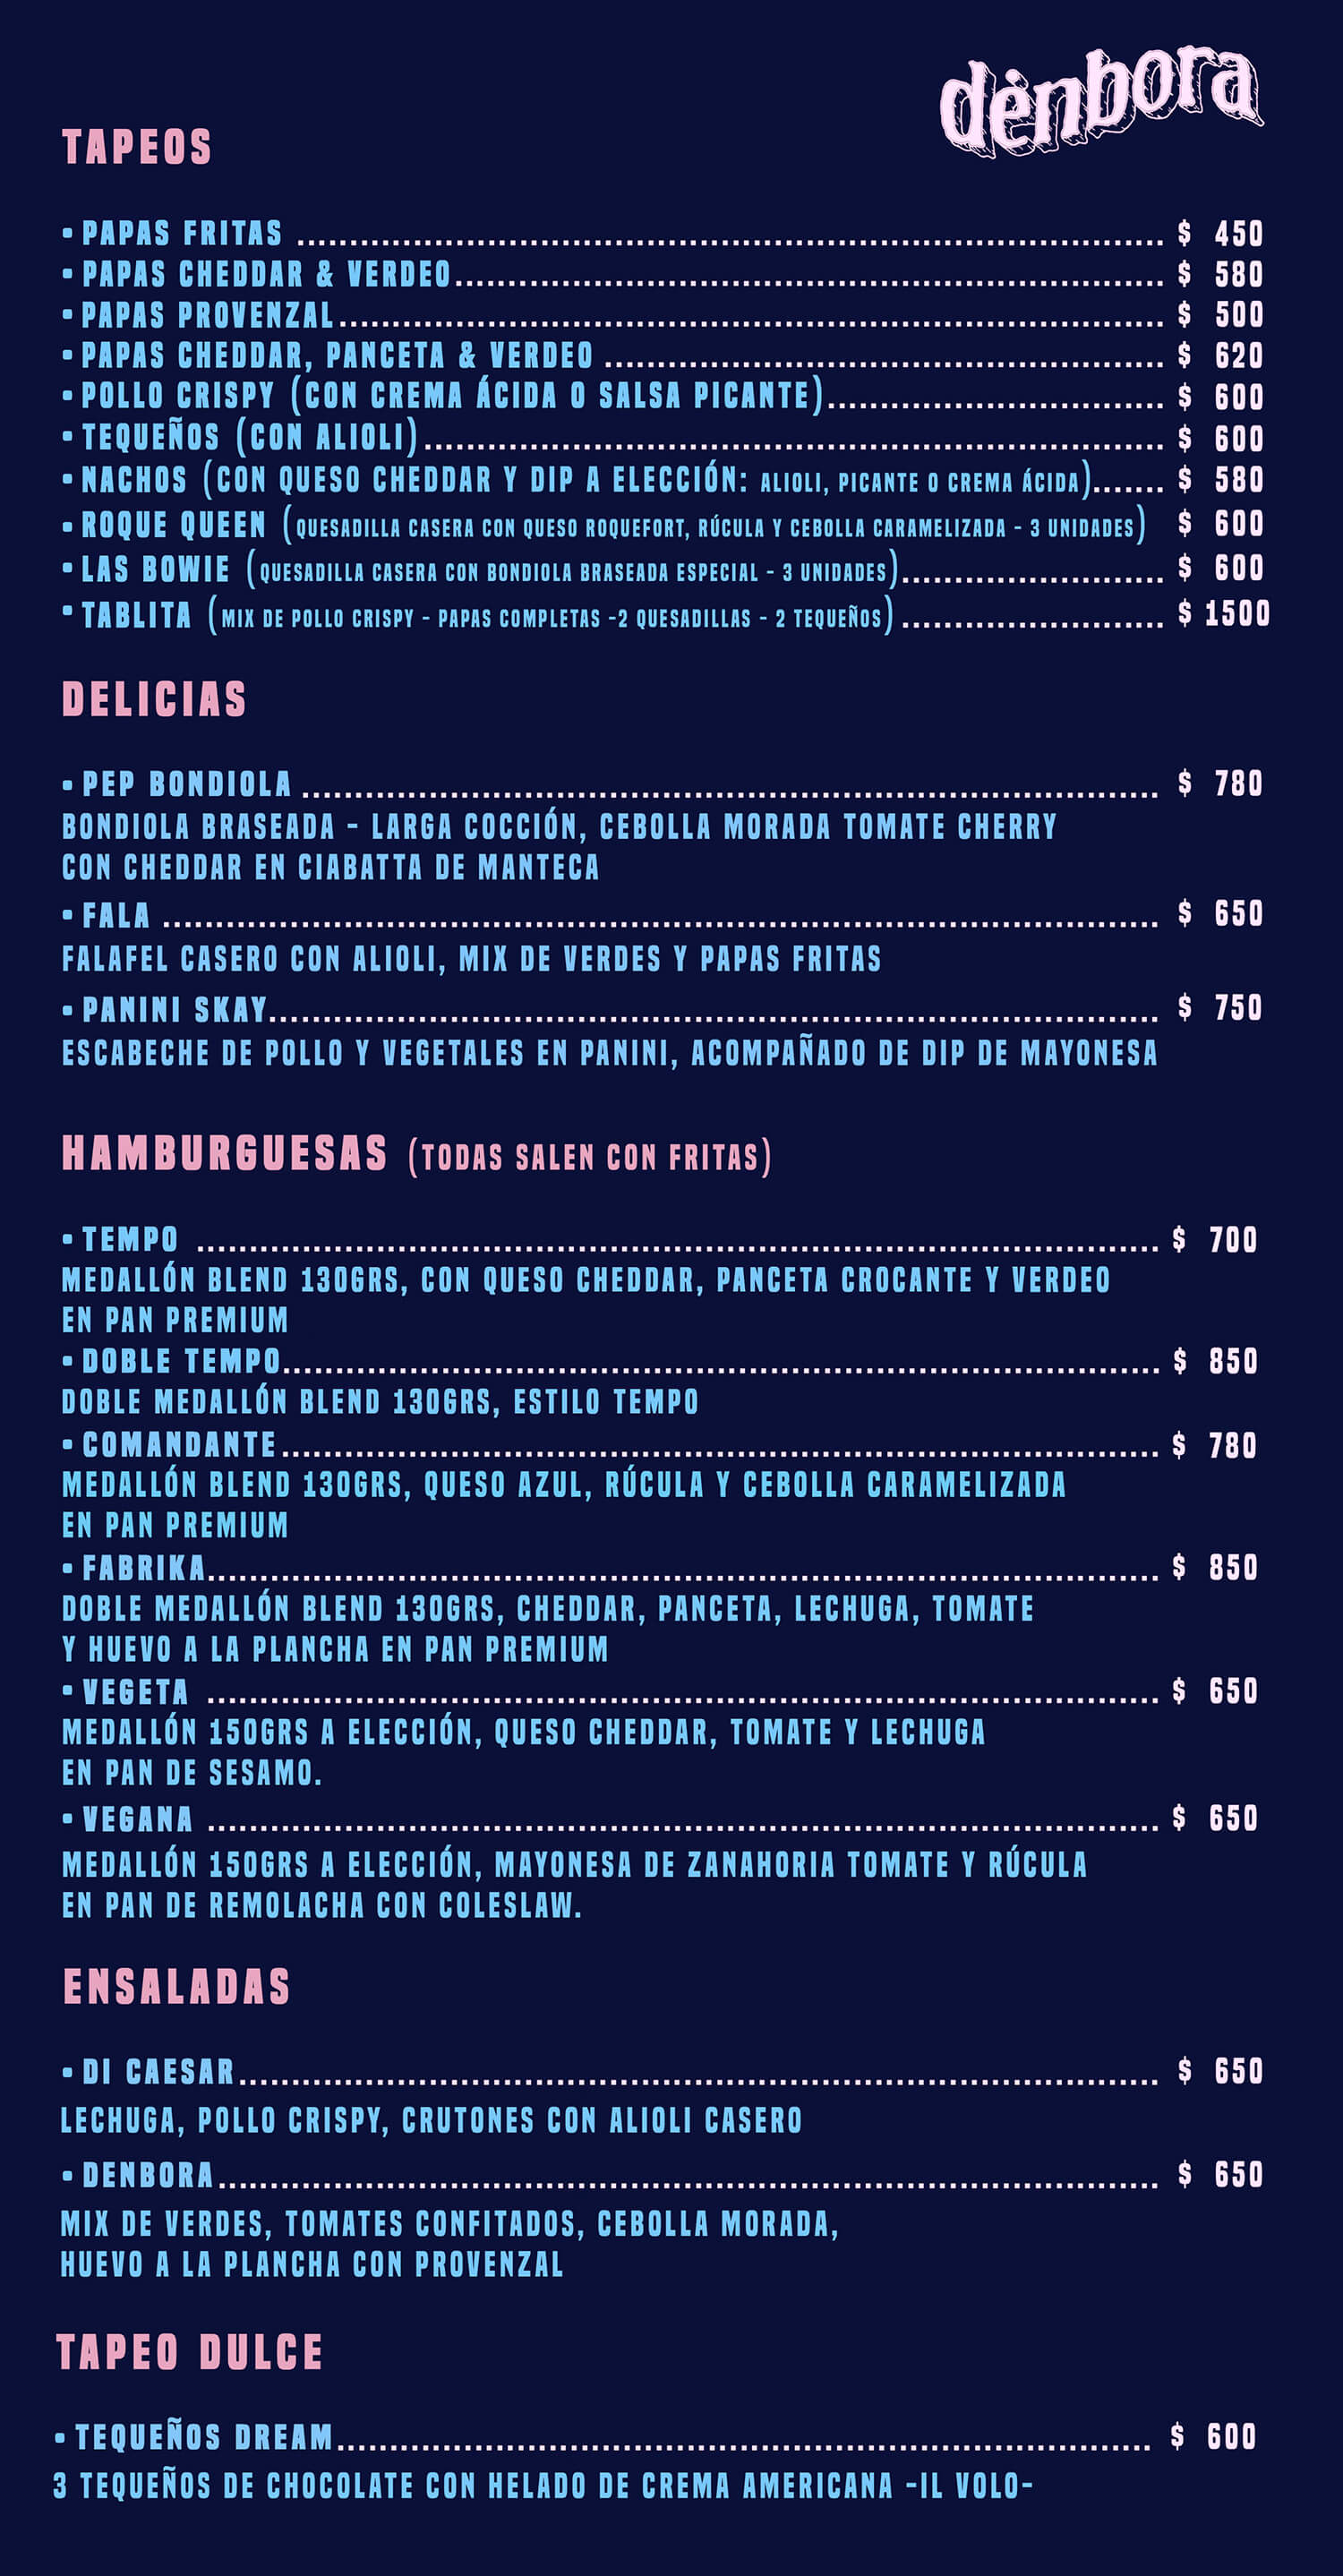 dènbora
TAPEOS
• PAPAS FRITAS ........ $ 450
• PAPAS CHEDDAR & VERDEO........ $ 580
• PAPAS PROVENZAL........ $ 500
• PAPAS CHEDDAR, PANCETA & VERDEO ........ $ 620
• POLLO CRISPY (CON CREMA ÁCIDA O SALSA PICANTE)........ $ 600
• TEQUEÑOS (CON ALIOLI)........ $ 600
• NACHOS (CON QUESO CHEDDAR Y DIP A ELECCIÓN: ALIOLI, PICANTE O CREMA ÁCIDA)....... $ 580
• ROQUE QUEEN (QUESADILLA CASERA CON QUESO ROQUEFORT, RÚCULA Y CEBOLLA CARAMELIZADA - 3 UNIDADES) $ 600
• LAS BOWIE (QUESADILLA CASERA CON BONDIOLA BRASEADA ESPECIAL - 3 UNIDADES)........ $ 600
• TABLITA (MIX DE POLLO CRISPY - PAPAS COMPLETAS -2 QUESADILLAS - 2 TEQUEÑOS) ........ $ 1500
DELICIAS
• PEP BONDIOLA ........ $ 780
BONDIOLA BRASEADA - LARGA COCCIÓN, CEBOLLA MORADA TOMATE CHERRY
CON CHEDDAR EN CIABATTA DE MANTECA
• FALA ........ $ 650
FALAFEL CASERO CON ALIOLI, MIX DE VERDES Y PAPAS FRITAS
• PANINI SKAY........ $ 750
ESCABECHE DE POLLO Y VEGETALES EN PANINI, ACOMPAÑADO DE DIP DE MAYONESA
HAMBURGUESAS (TODAS SALEN CON FRITAS)
• TEMPO ........ $ 700
MEDALLÓN BLEND 130GRS, CON QUESO CHEDDAR, PANCETA CROCANTE Y VERDEO
EN PAN PREMIUM
• DOBLE TEMPO........ $ 850
DOBLE MEDALLÓN BLEND 130GRS, ESTILO TEMPO
• COMANDANTE........ $ 780
MEDALLÓN BLEND 130GRS, QUESO AZUL, RÚCULA Y CEBOLLA CARAMELIZADA
EN PAN PREMIUM
• FABRIKA........ $ 850
DOBLE MEDALLÓN BLEND 130GRS, CHEDDAR, PANCETA, LECHUGA, TOMATE
Y HUEVO A LA PLANCHA EN PAN PREMIUM
• VEGETA ........ $ 650
MEDALLÓN 150GRS A ELECCIÓN, QUESO CHEDDAR, TOMATE Y LECHUGA
EN PAN DE SESAMO.
• VEGANA ........ $ 650
MEDALLÓN 150GRS A ELECCIÓN, MAYONESA DE ZANAHORIA TOMATE Y RÚCULA
EN PAN DE REMOLACHA CON COLESLAW.
ENSALADAS
• DI CAESAR........ $ 650
LECHUGA, POLLO CRISPY, CRUTONES CON ALIOLI CASERO
• DENBORA........ $ 650
MIX DE VERDES, TOMATES CONFITADOS, CEBOLLA MORADA,
HUEVO A LA PLANCHA CON PROVENZAL
TAPEO DULCE
• TEQUEÑOS DREAM........ $ 600
3 TEQUEÑOS DE CHOCOLATE CON HELADO DE CREMA AMERICANA -IL VOLO-